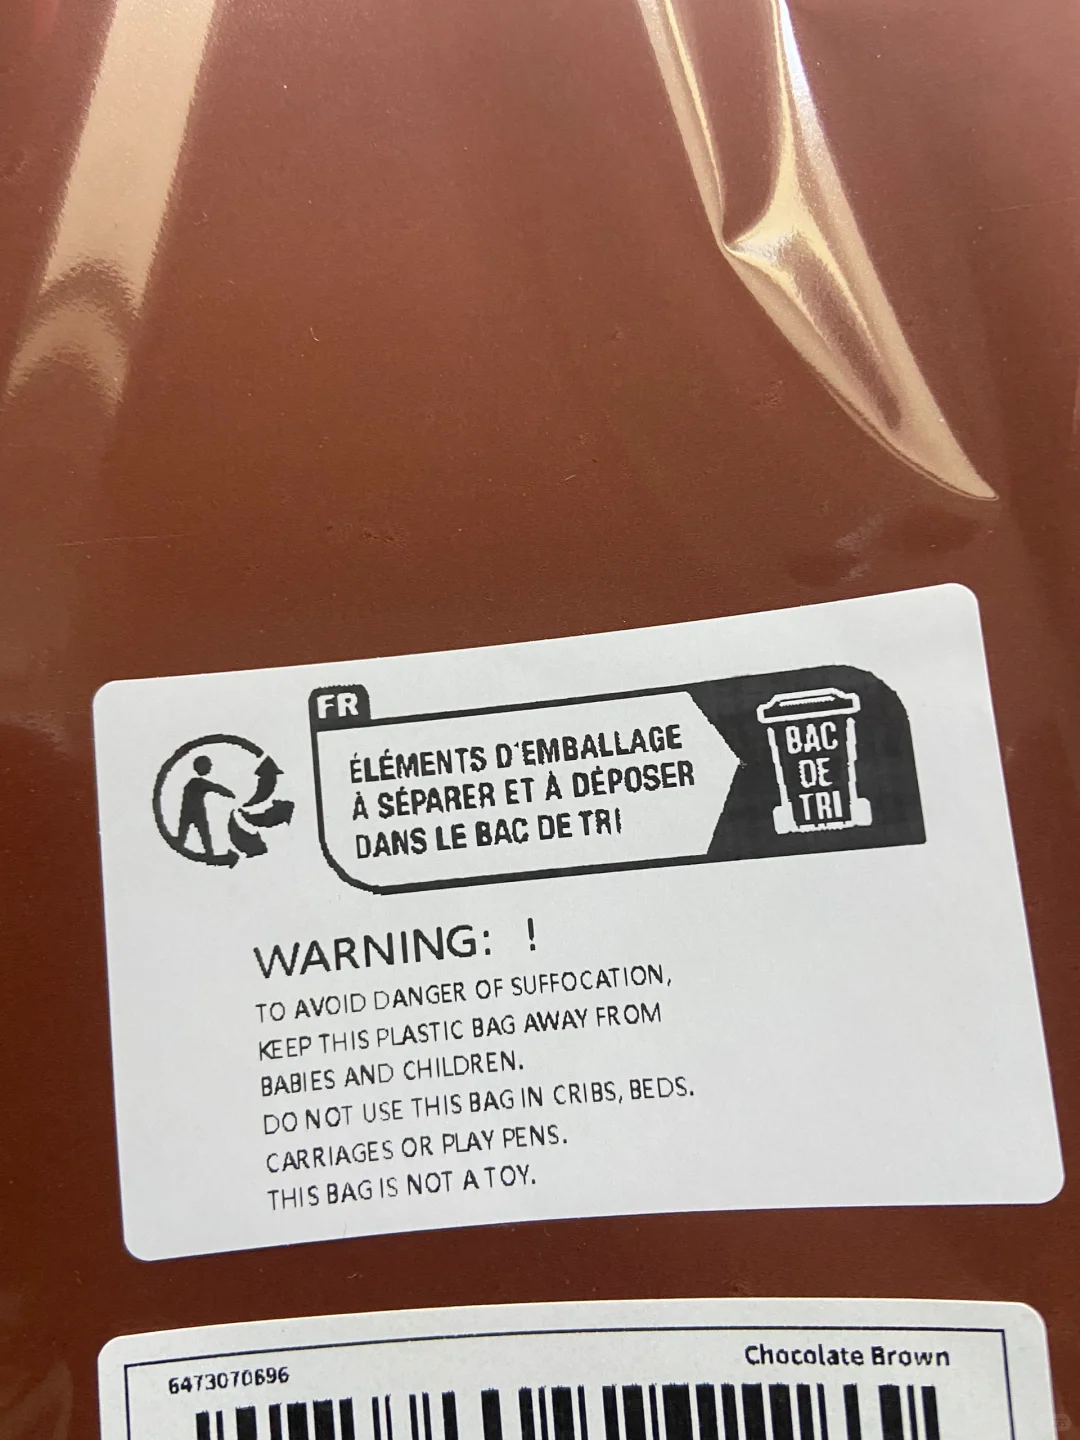 FR
ÉLÉMENTS D'EMBALLAGE
À SÉPARER ET À DÉPOSER
DANS LE BAC DE TRI
BAC
DE
TRI
WARNING: !
TO AVOID DANGER OF SUFFOCATION,
KEEP THIS PLASTIC BAG AWAY FROM
BABIES AND CHILDREN.
DO NOT USE THIS BAG IN CRIBS, BEDS.
CARRIAGES OR PLAY PENS.
THIS BAG IS NOT A TOY.
6473070696
Chocolate Brown